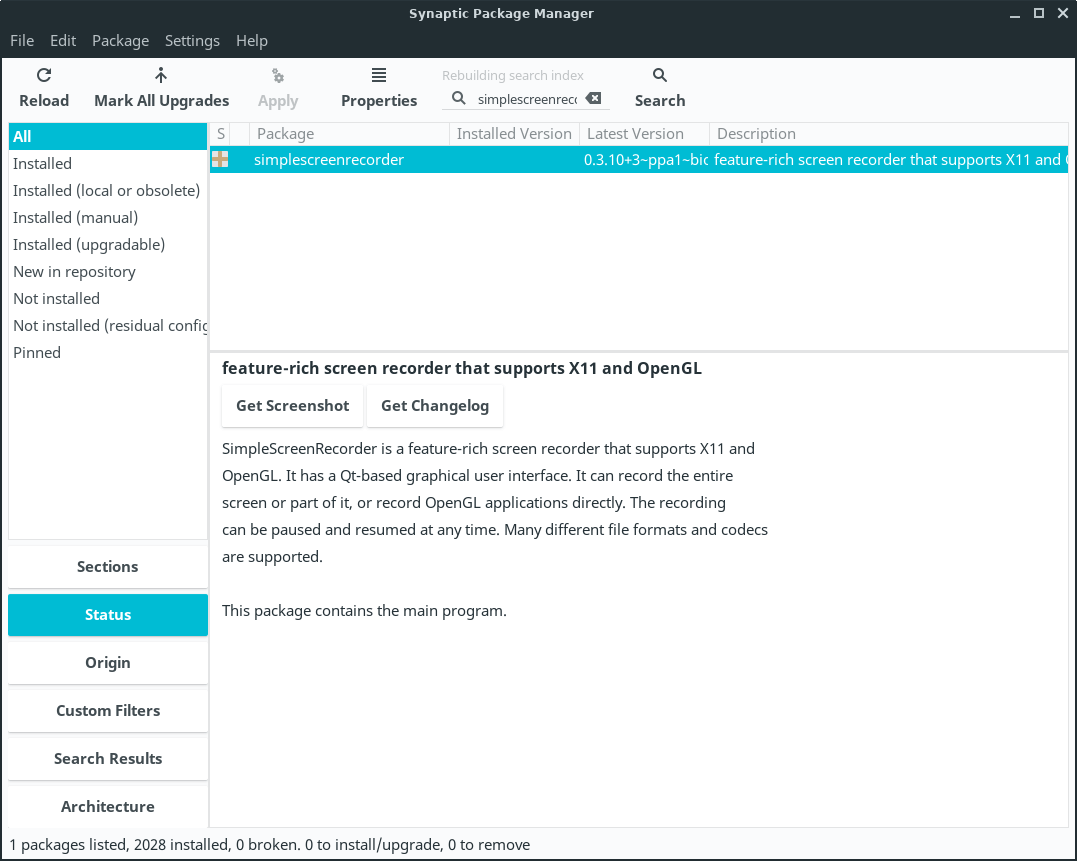 Synaptic Package Manager
File Edit Package Settings Help
Rebuilding search index
simplescreenrec
Reload Mark All Upgrades Apply Properties Search
All
Installed
Installed (local or obsolete)
Installed (manual)
Installed (upgradable)
New in repository
Not installed
Not installed (residual config
Pinned
S Package Installed Version Latest Version Description
simplescreenrecorder 0.3.10+3~ppa1~bic feature-rich screen recorder that supports X11 and
feature-rich screen recorder that supports X11 and OpenGL
Get Screenshot Get Changelog
SimpleScreenRecorder is a feature-rich screen recorder that supports X11 and
OpenGL. It has a Qt-based graphical user interface. It can record the entire
screen or part of it, or record OpenGL applications directly. The recording
can be paused and resumed at any time. Many different file formats and codecs
are supported.
This package contains the main program.
Sections
Status
Origin
Custom Filters
Search Results
Architecture
1 packages listed, 2028 installed, 0 broken. 0 to install/upgrade, 0 to remove